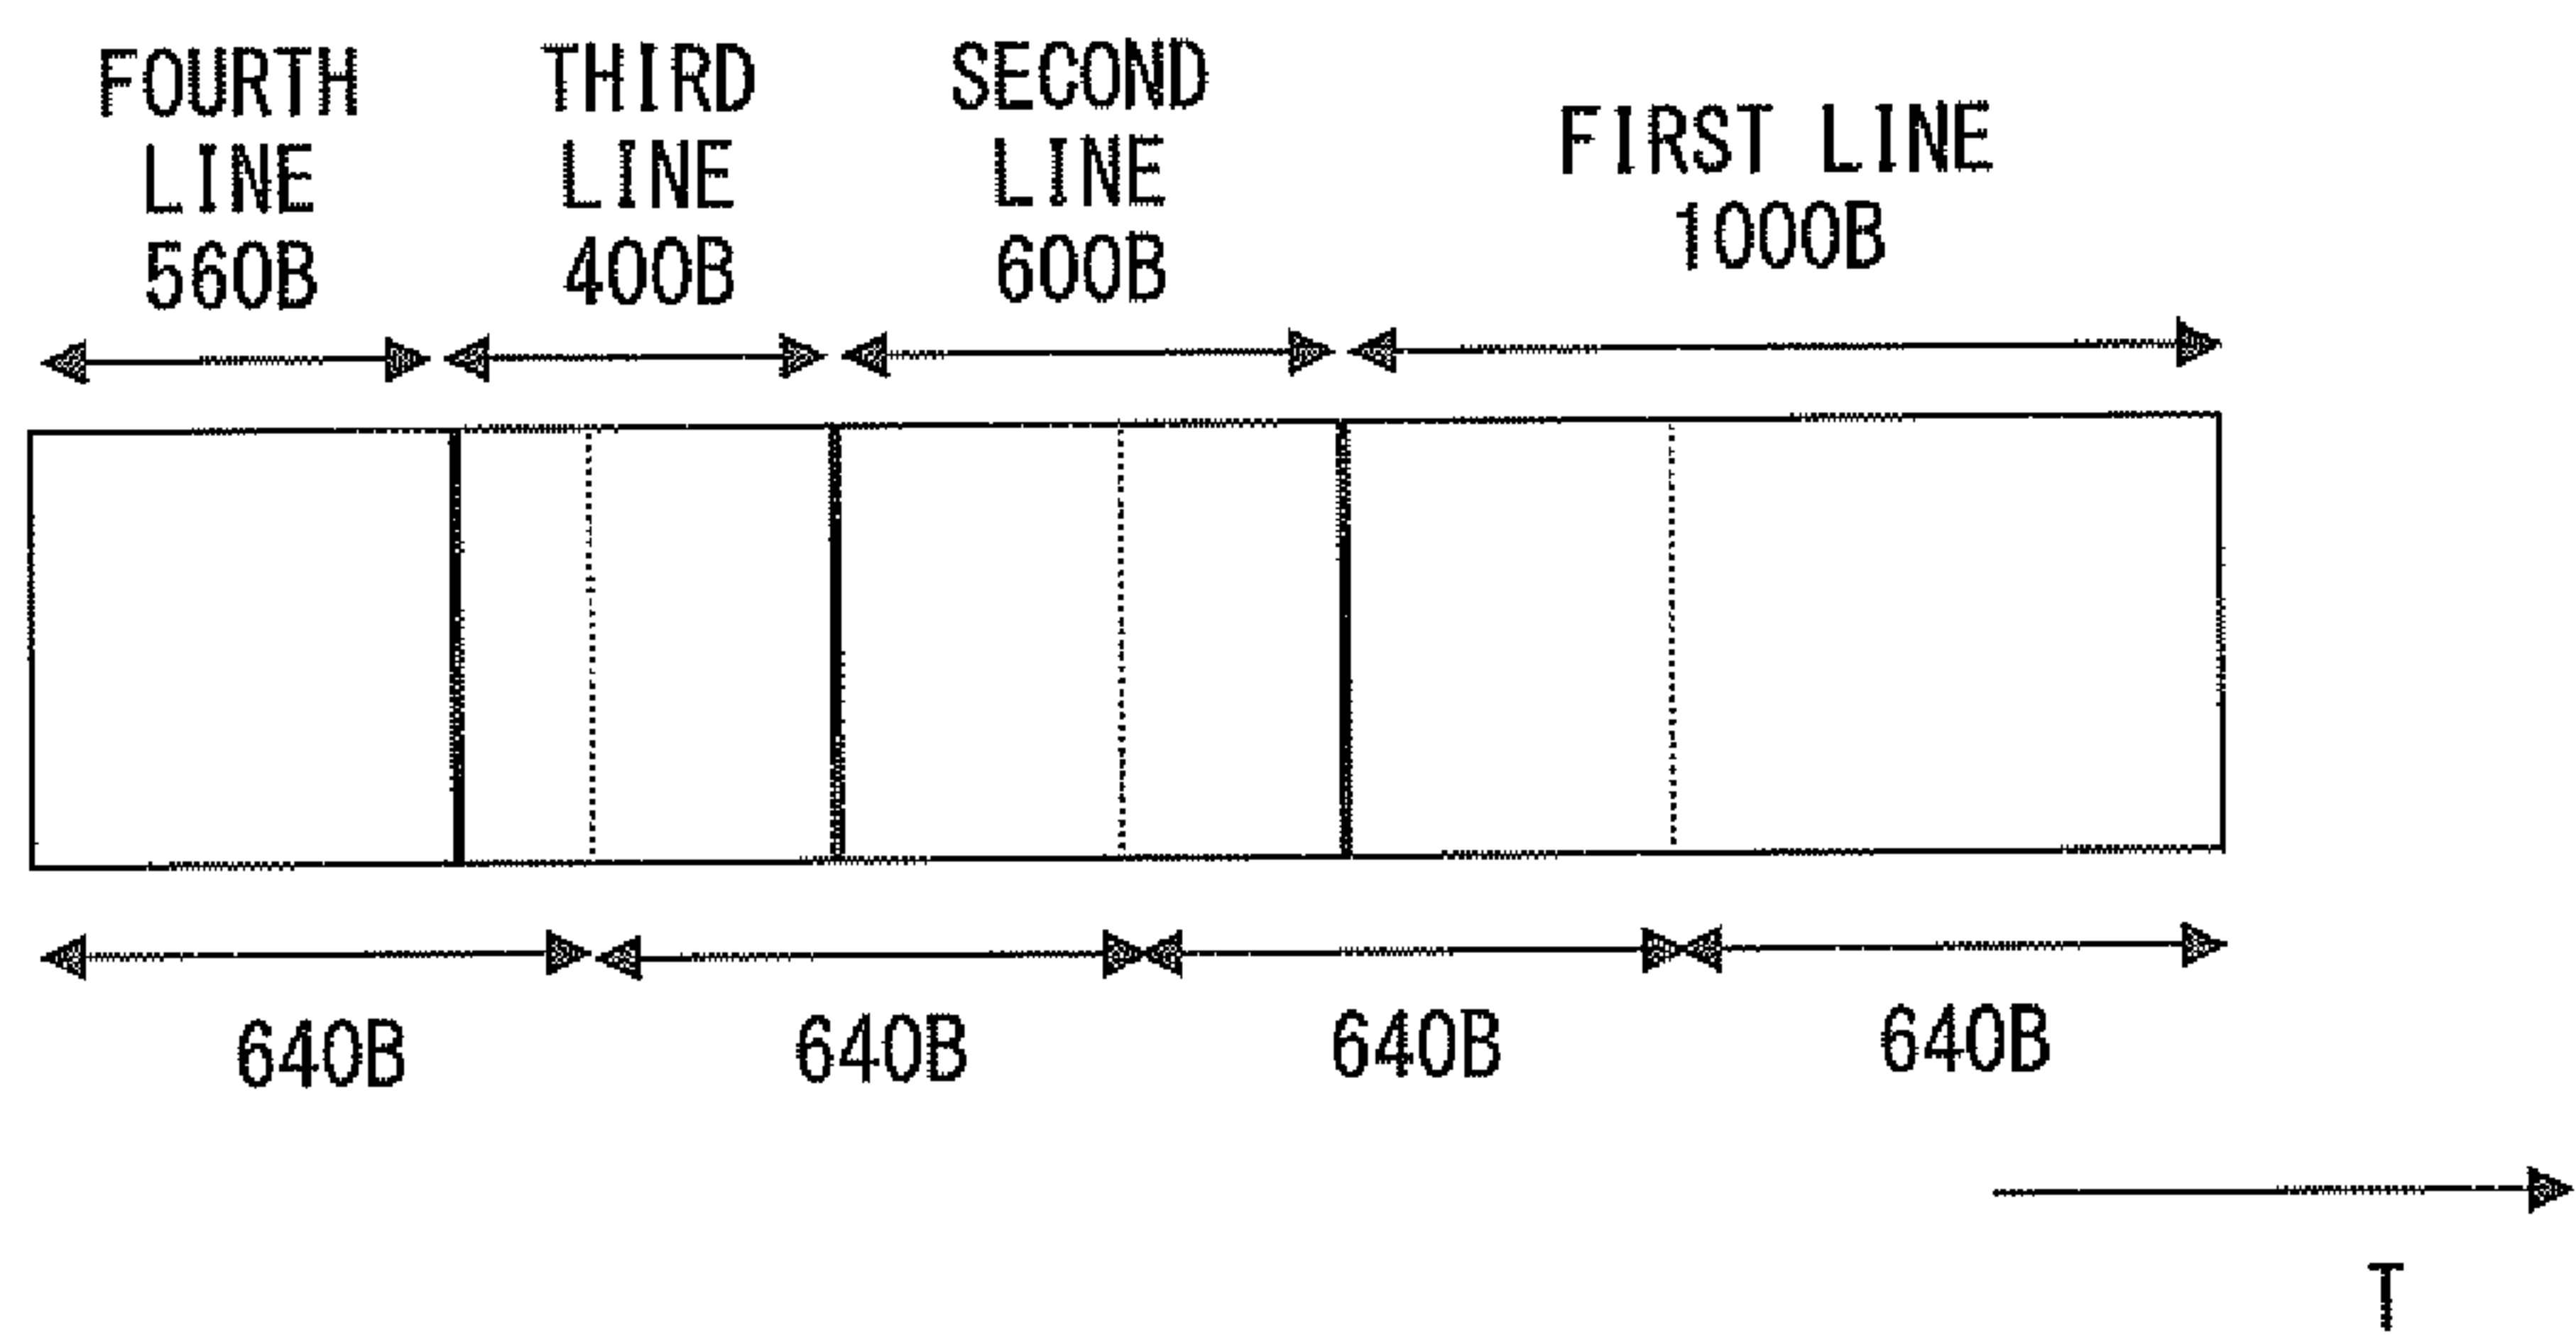 FOURTH
LINE
560B
THIRD
LINE
400B
SECOND
LINE
600B
FIRST LINE
1000B
640B
640B
640B
640B
T